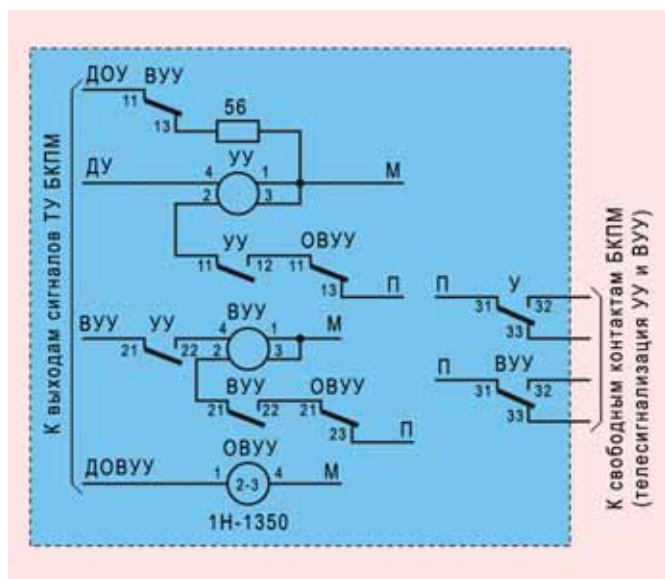 К выходам сигналов ТУ БКПМ
ДОУ ВУУ
11
13
56
УУ
ДУ
4 1
М
2 3
УУ ОВУУ
11 12 11
13
П
ВУУ УУ
21 22
ВУУ
4 1
М
2 3
ВУУ ОВУУ
21 22 21
23
П
ОВУУ
ДОВУУ
1 2-3 4
М
1Н-1350
П У
31 32
33
П ВУУ
31 32
33
К свободным контактам БКПМ
(телесигнализация УУ и ВУУ)